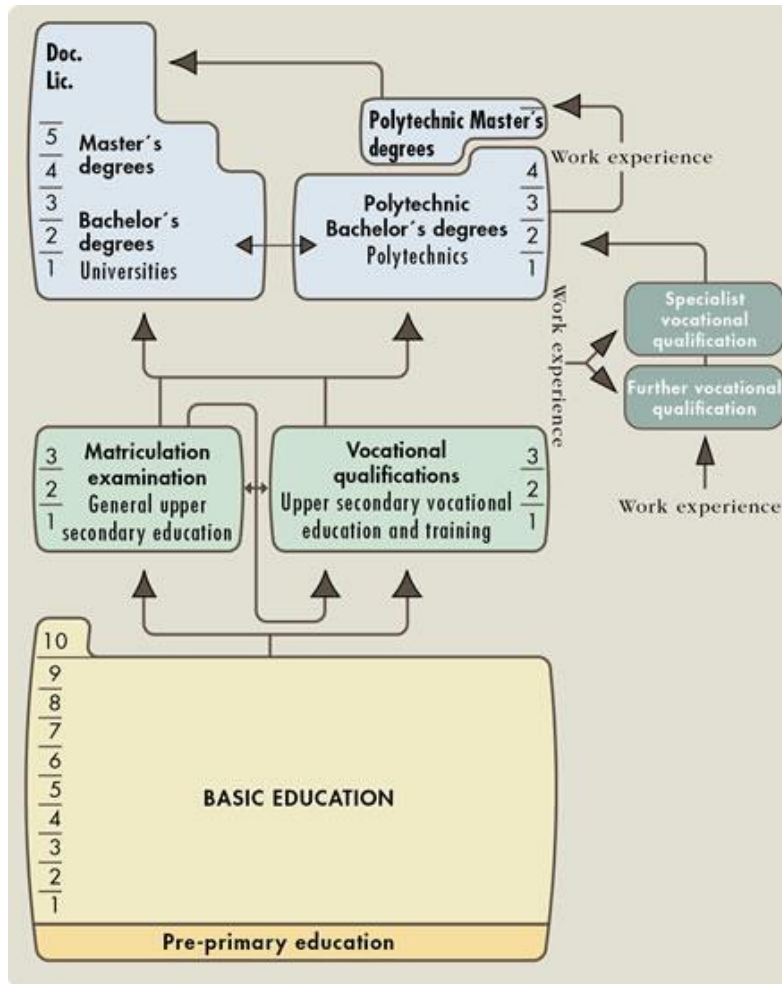 Doc.
Lic.
5
4
3
2
1
Master´s
degrees
Bachelor´s
degrees
Universities
Polytechnic Master´s
degrees
Work experience
Polytechnic
Bachelor´s degrees
Polytechnics
4
3
2
1
Work experience
Specialist
vocational
qualification
Further vocational
qualification
Work experience
3
2
1
Matriculation
examination
General upper
secondary education
Vocational
qualifications
Upper secondary vocational
education and training
3
2
1
10
9
8
7
6
5
4
3
2
1
BASIC EDUCATION
Pre-primary education